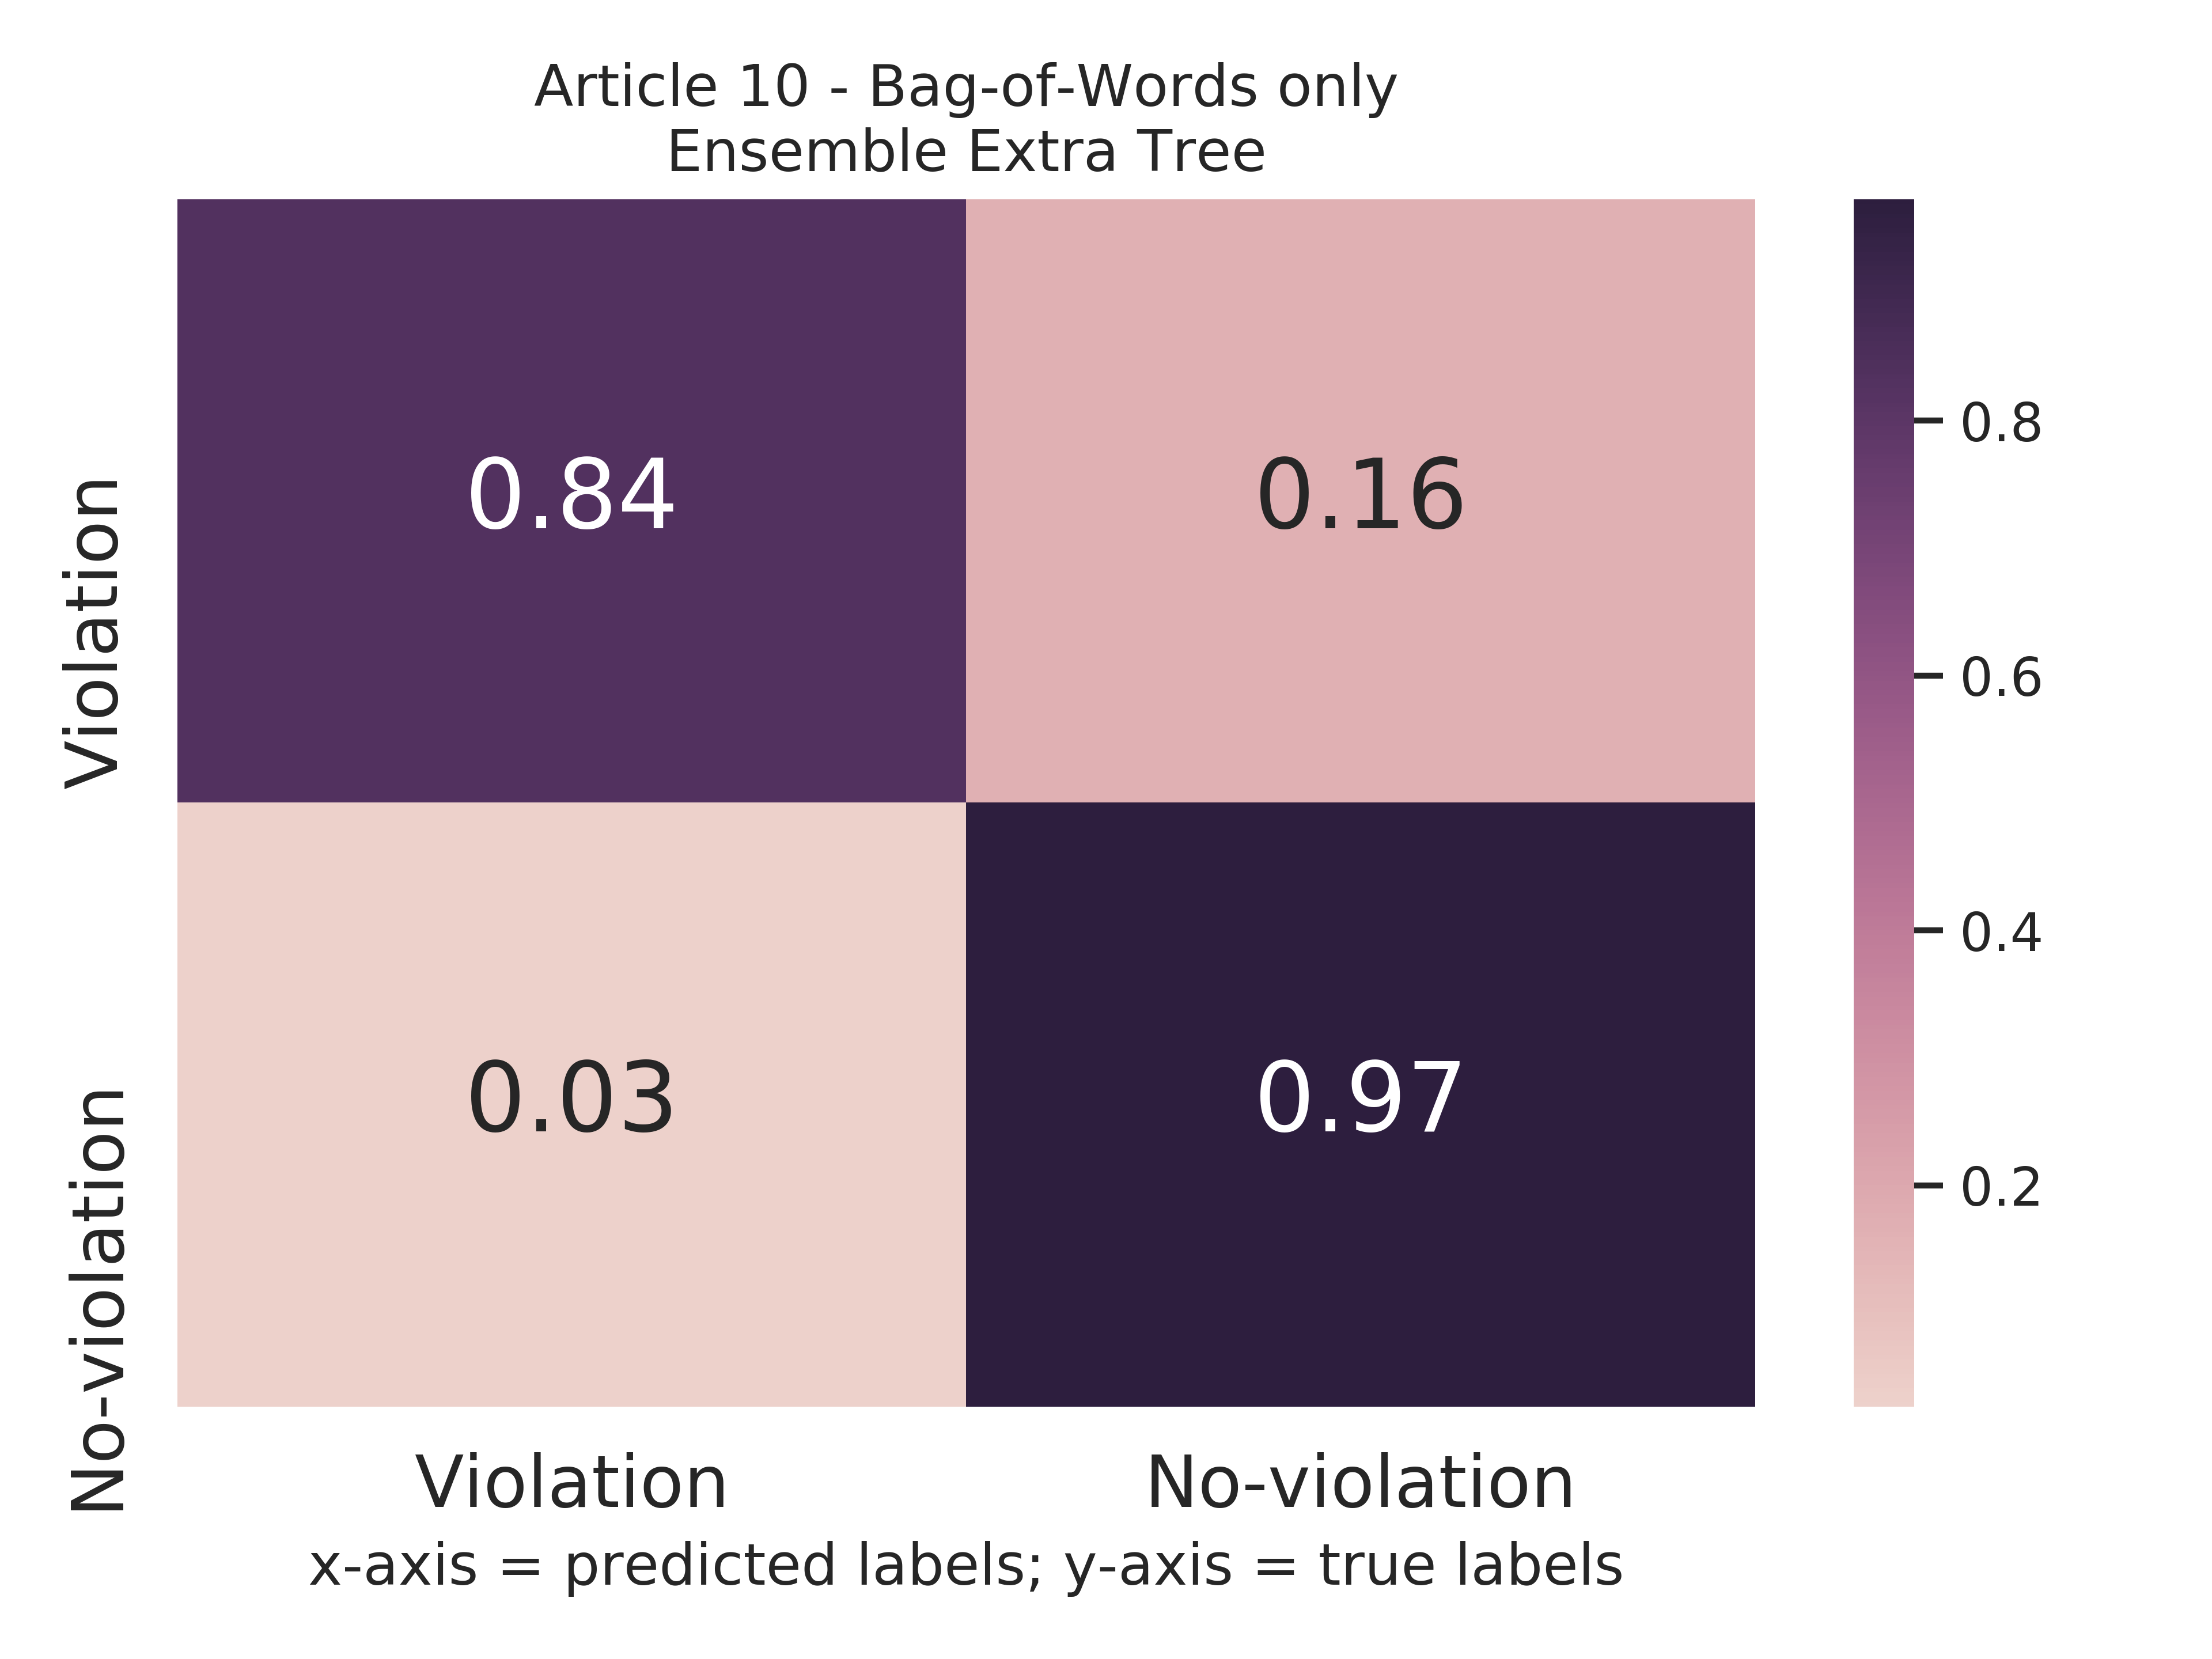 Article 10 - Bag-of-Words only
Ensemble Extra Tree
Violation
0.84
0.16
0.8
0.6
0.4
0.2
No-violation
0.03
0.97
Violation
No-violation
x-axis = predicted labels; y-axis = true labels